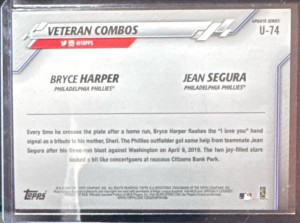 VETERAN COMBOS
@TOPPS
UPDATE SERIES
U-74
BRYCE HARPER
PHILADELPHIA PHILLIES®
JEAN SEGURA
PHILADELPHIA PHILLIES®
Every time he crosses the plate after a home run, Bryce Harper flashes the "I love you" hand
signal as a tribute to his mother, Sheri. The Phillies outfielder got some help from teammate Jean
Segura after his three-run blast against Washington on April 9, 2019. The two joy-filled stars
looked a bit like concertgoers at raucous Citizens Bank Park.
Topps